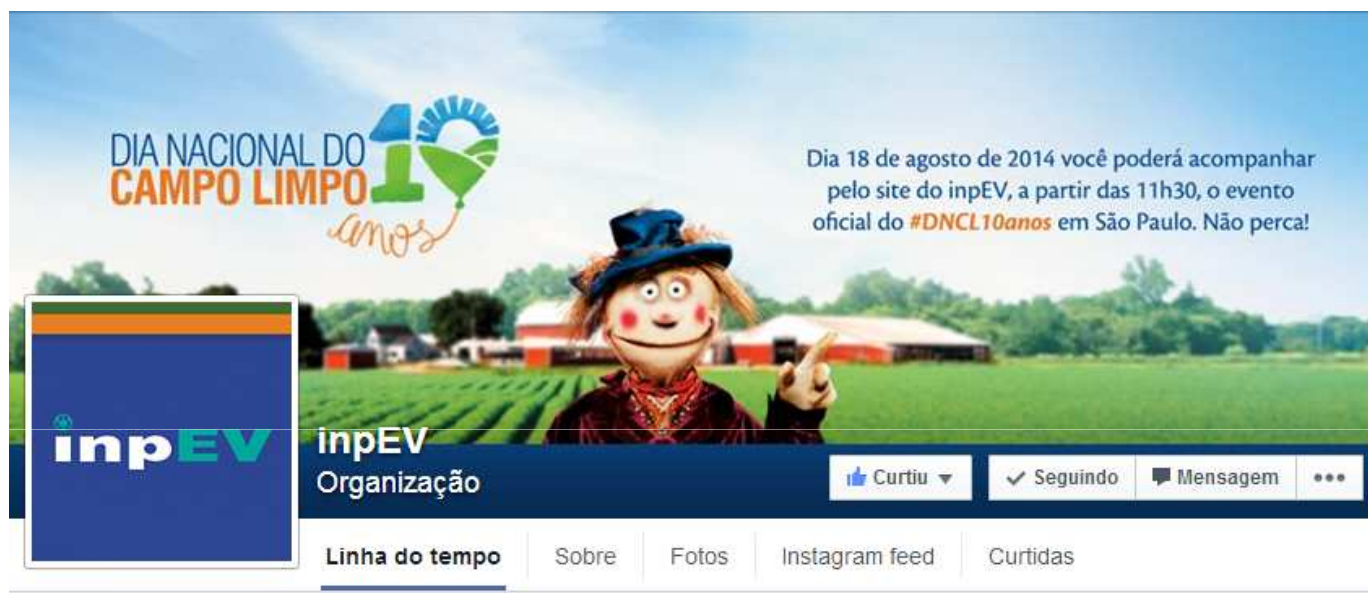 DIA NACIONAL DO
CAMPO LIMPO
10
anos
Dia 18 de agosto de 2014 você poderá acompanhar
pelo site do inpEV, a partir das 11h30, o evento
oficial do #DNCL10anos em São Paulo. Não perca!
inpEV
inpEV
Organização
Curtiu
Seguindo
Mensagem
Linha do tempo
Sobre
Fotos
Instagram feed
Curtidas